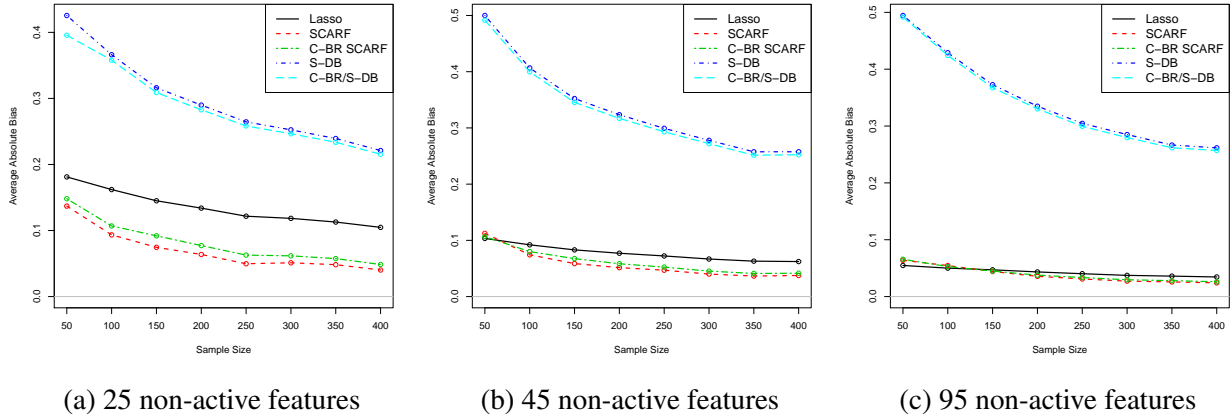 Average Absolute Bias
0.4
0.3
0.2
0.1
0.0
Lasso
SCARF
C−BR SCARF
S−DB
C−BR/S−DB
50 100 150 200 250 300 350 400
Sample Size
(a) 25 non-active features
Average Absolute Bias
0.5
0.4
0.3
0.2
0.1
0.0
Lasso
SCARF
C−BR SCARF
S−DB
C−BR/S−DB
50 100 150 200 250 300 350 400
Sample Size
(b) 45 non-active features
Average Absolute Bias
0.5
0.4
0.3
0.2
0.1
0.0
Lasso
SCARF
C−BR SCARF
S−DB
C−BR/S−DB
50 100 150 200 250 300 350 400
Sample Size
(c) 95 non-active features